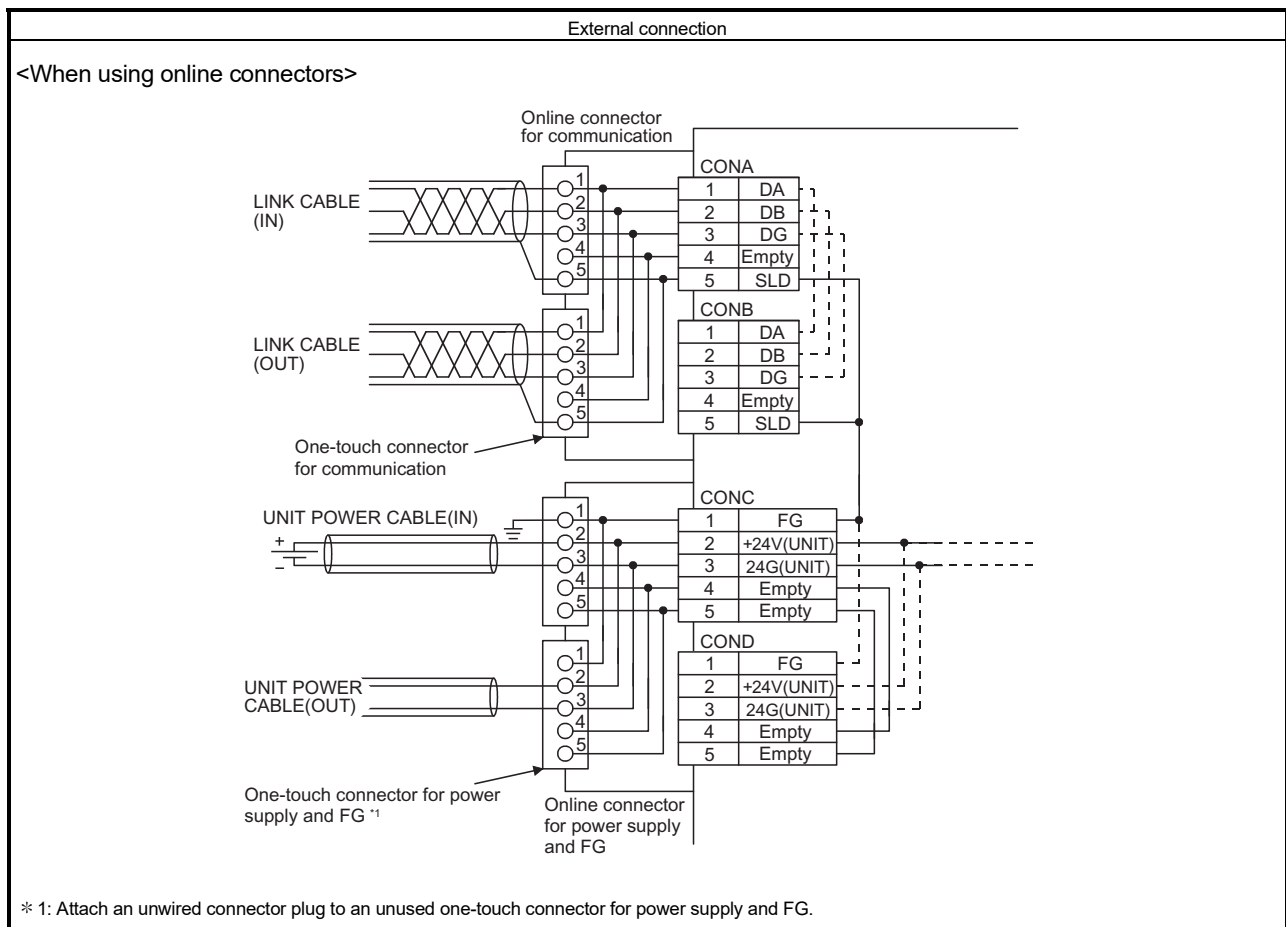 External connection
<When using online connectors>
Online connector
for communication
LINK CABLE
(IN)
1
2
3
4
5
CONA
1 DA
2 DB
3 DG
4 Empty
5 SLD
LINK CABLE
(OUT)
1
2
3
4
5
CONB
1 DA
2 DB
3 DG
4 Empty
5 SLD
One-touch connector
for communication
UNIT POWER CABLE(IN)
+
−
1
2
3
4
5
CONC
1 FG
2 +24V(UNIT)
3 24G(UNIT)
4 Empty
5 Empty
UNIT POWER
CABLE(OUT)
1
2
3
4
5
COND
1 FG
2 +24V(UNIT)
3 24G(UNIT)
4 Empty
5 Empty
One-touch connector for power
supply and FG *1
Online connector
for power supply
and FG
＊1: Attach an unwired connector plug to an unused one-touch connector for power supply and FG.